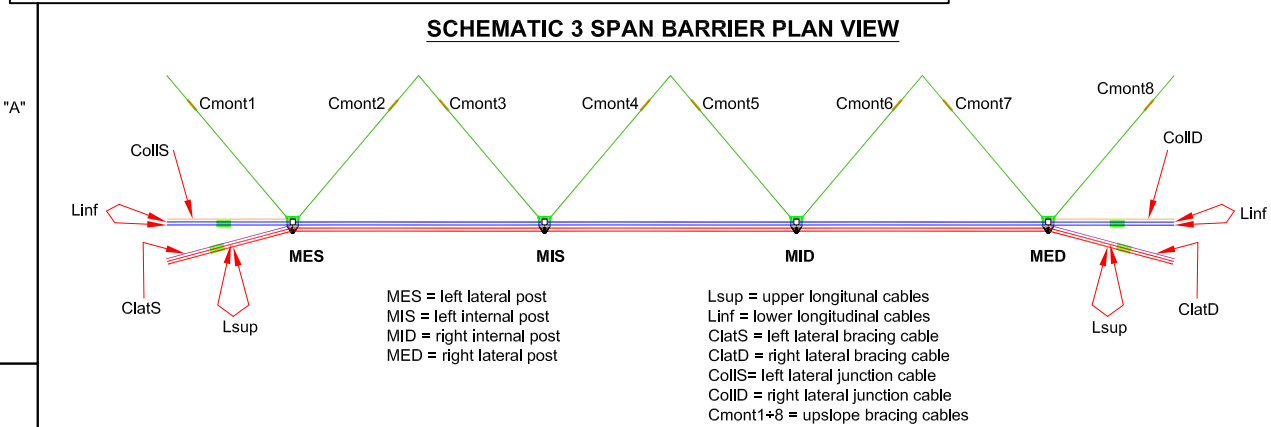 SCHEMATIC 3 SPAN BARRIER PLAN VIEW
"A"
Cmont1
Cmont2
Cmont3
Cmont4
Cmont5
Cmont6
Cmont7
Cmont8
CollS
CollD
Linf
Linf
MES
MIS
MID
MED
ClatS
Lsup
Lsup
ClatD
MES = left lateral post
MIS = left internal post
MID = right internal post
MED = right lateral post
Lsup = upper longitunal cables
Linf = lower longitudinal cables
ClatS = left lateral bracing cable
ClatD = right lateral bracing cable
CollS= left lateral junction cable
CollD = right lateral junction cable
Cmont1÷8 = upslope bracing cables